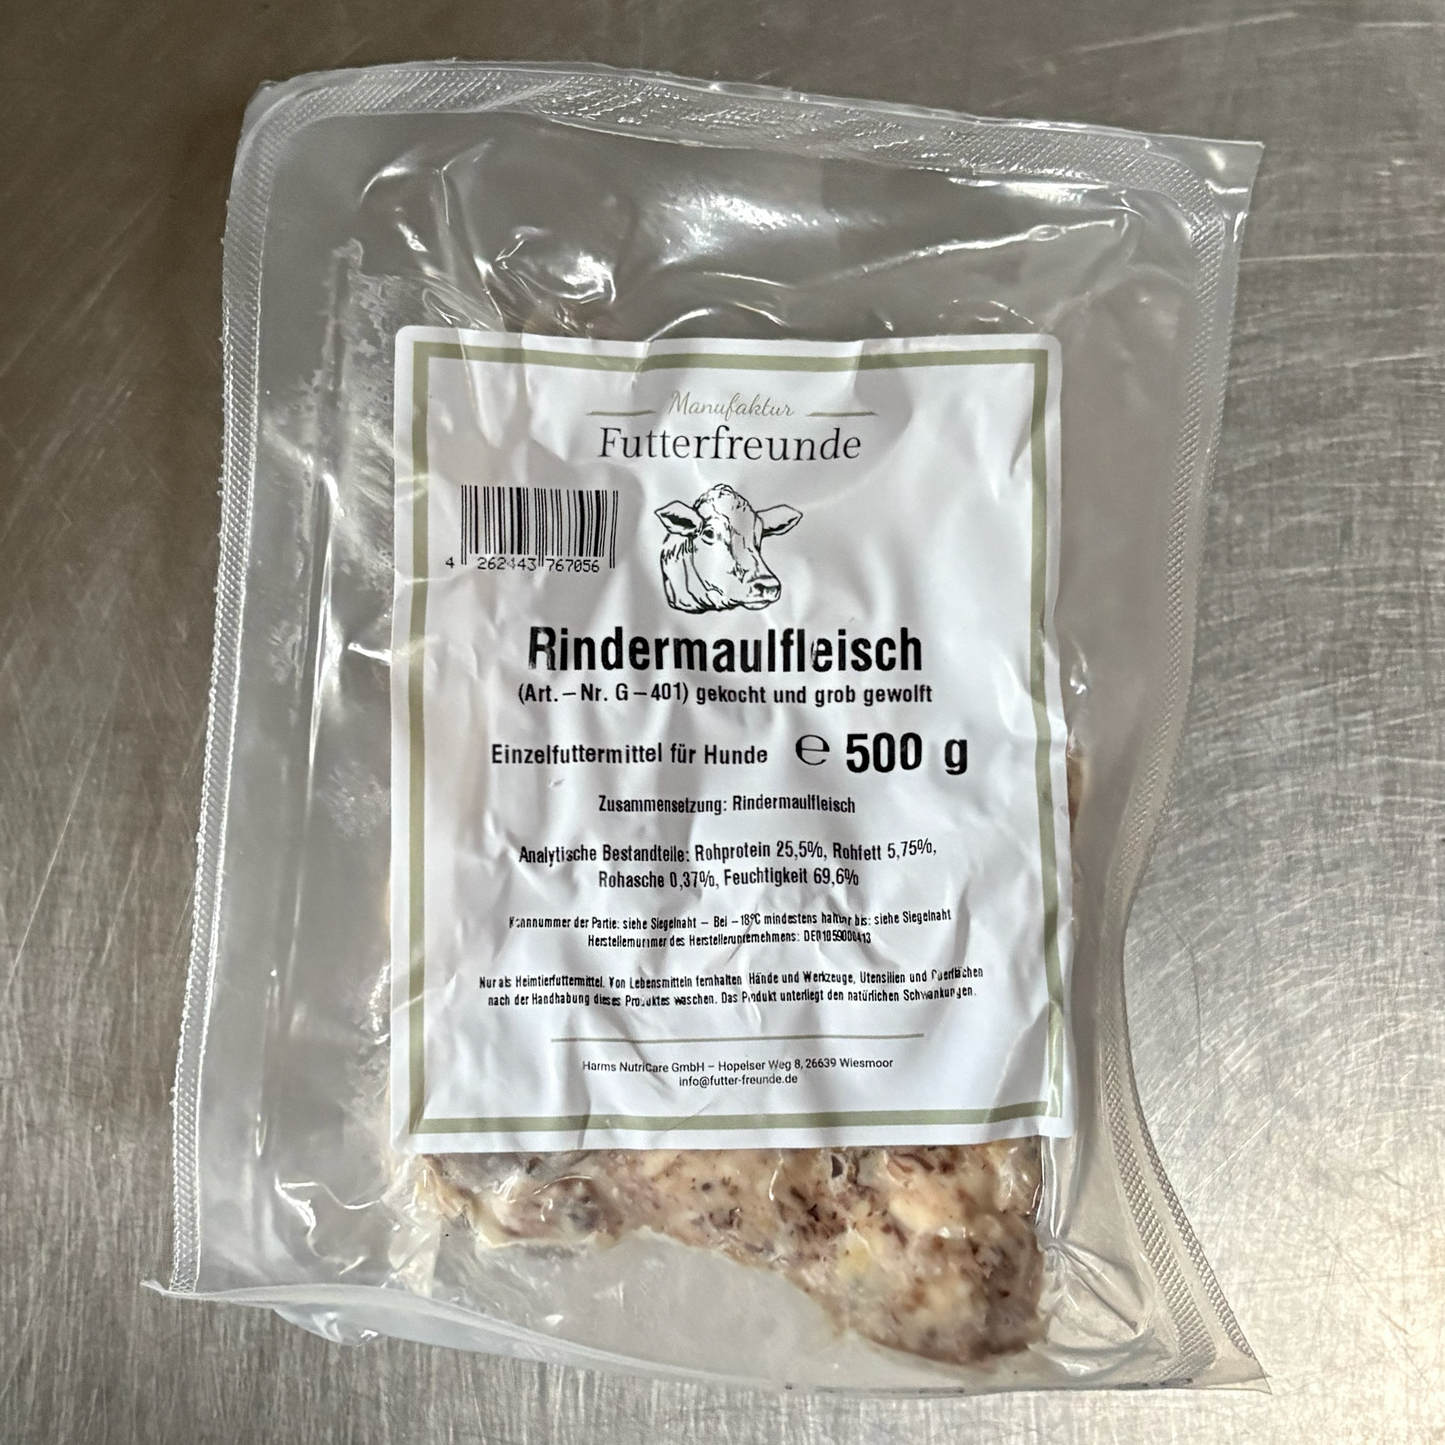 Manufaktur
Futterfreunde
4 262443 767056
Rindermaulfleisch
(Art.-Nr. G-401) gekocht und grob gewolft
Einzelfuttermittel für Hunde ℮ 500 g
Zusammensetzung: Rindermaulfleisch
Analytische Bestandteile: Rohprotein 25,5%, Rohfett 5,75%,
Rohasche 0,37%, Feuchtigkeit 69,6%
Kennnummer der Partie: siehe Siegelnaht – Bei -18°C mindestens haltbar bis: siehe Siegelnaht
Herstellernummer des Herstellerunternehmens:
Nur als Heimtierfuttermittel. Von Lebensmitteln fernhalten Hände und Werkzeuge, Utensilien und Oberflächen
nach der Handhabung dieses Produktes waschen. Das Produkt unterliegt den natürlichen Schwankungen.
Harms NutriCare GmbH – Hopelser Weg 8, 26639 Wiesmoor
info@futter-freunde.de